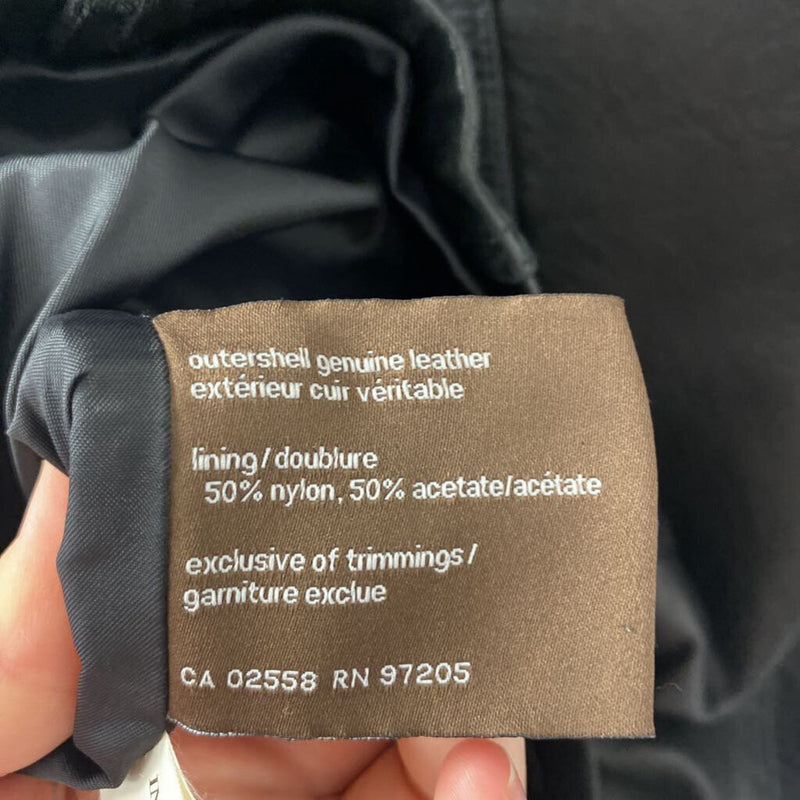 outershell genuine leather
extérieur cuir véritable
lining/doublure
50% nylon, 50% acetate/acétate
exclusive of trimmings/
garniture exclue
CA 02558 RN 97205